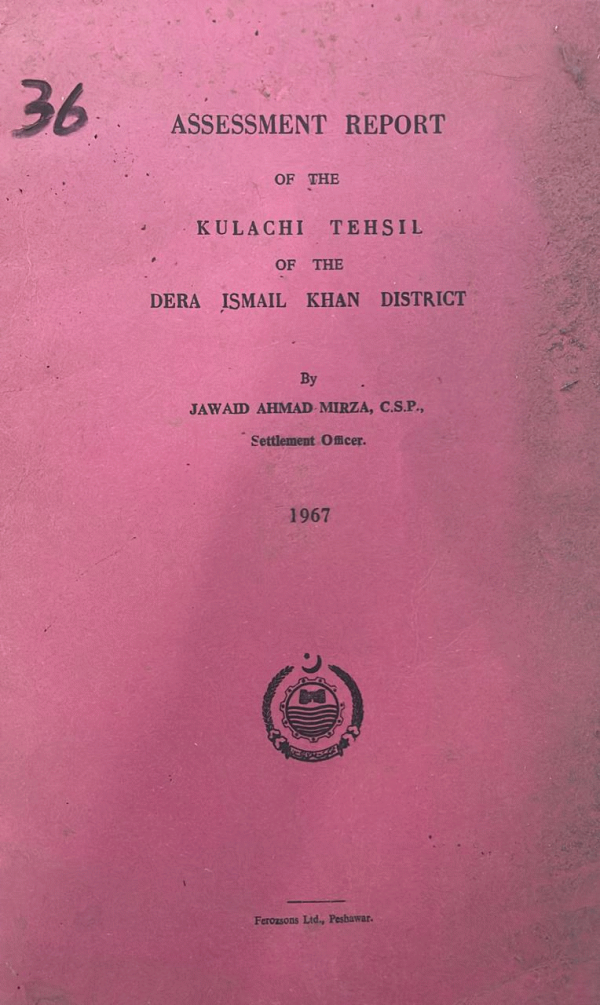 36
ASSESSMENT REPORT
OF THE
KULACHI TEHSIL
OF THE
DERA ISMAIL KHAN DISTRICT
By
JAWAID AHMAD MIRZA, C.S.P.,
Settlement Officer.
1967
Ferozsons Ltd., Peshawar.